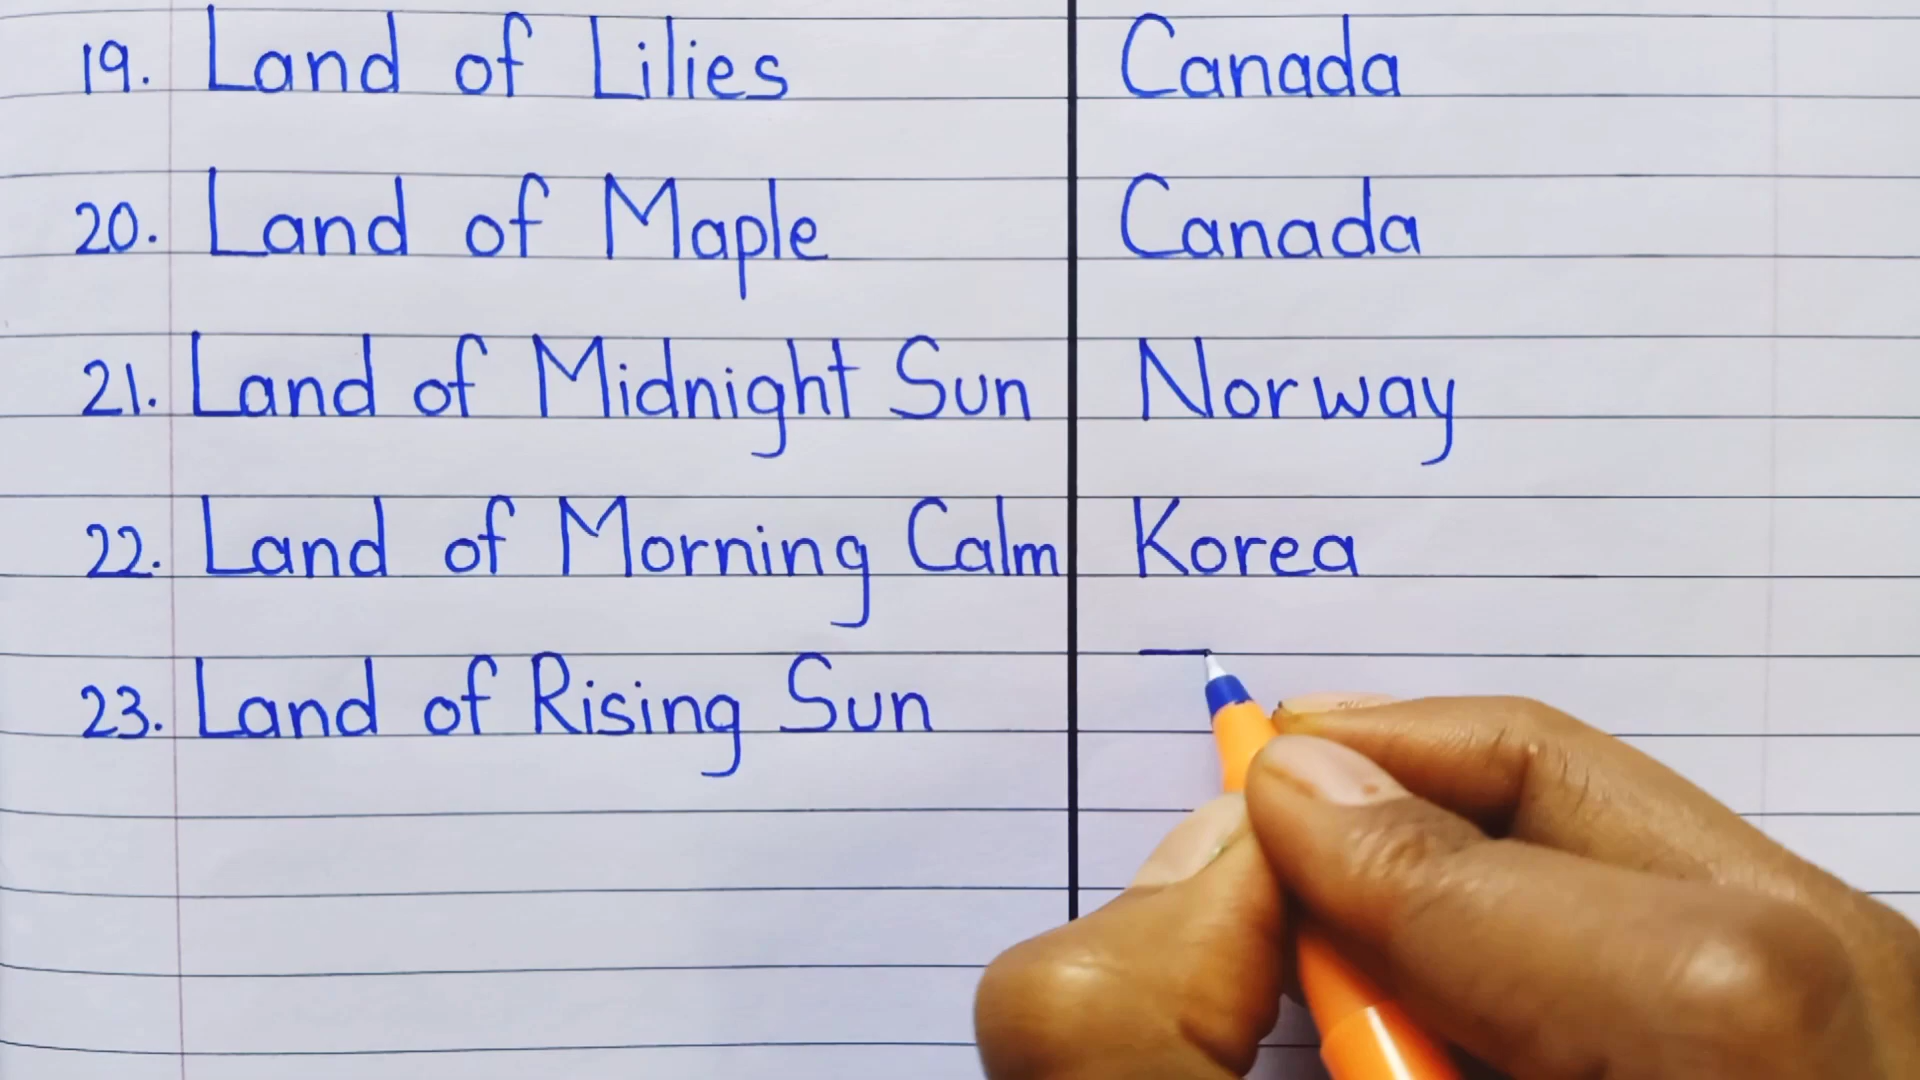 19. Land of Lilies Canada
20. Land of Maple Canada
21. Land of Midnight Sun Norway
22. Land of Morning Calm Korea
23. Land of Rising Sun